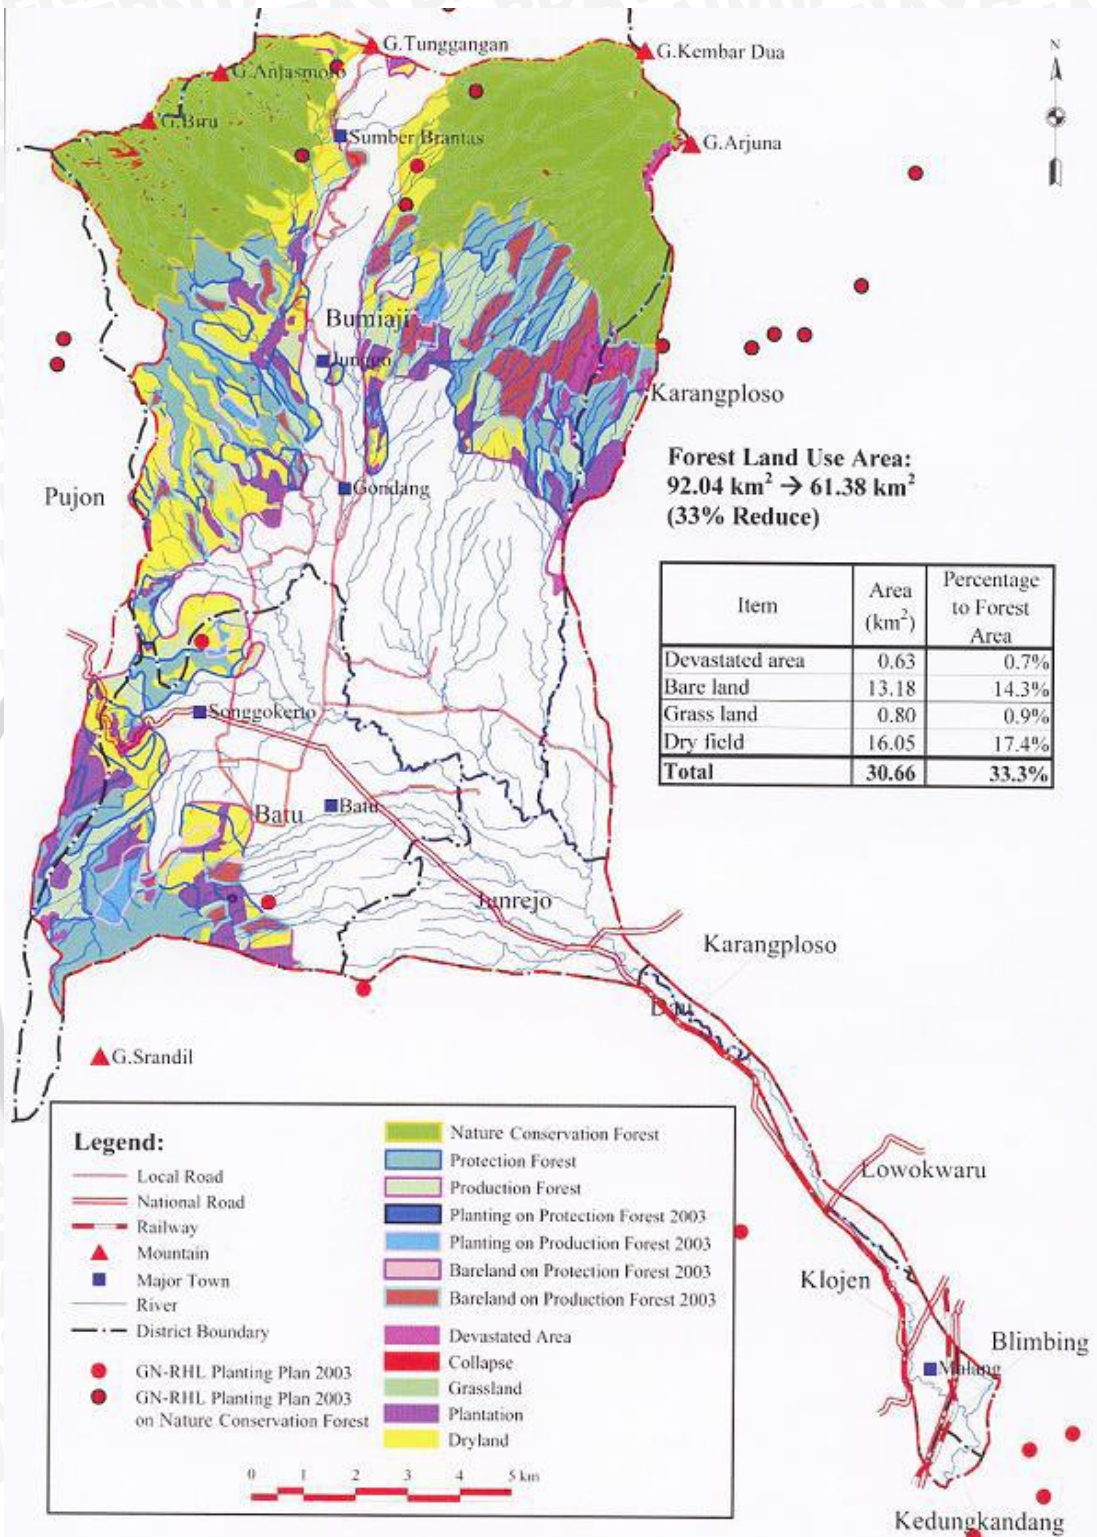 G.Tunggangan
G.Kembar Dua
N
G.Anjasmoro
G.Biru
Sumber Brantas
G.Arjuna
Bumiaji
Junggo
Karangploso
Forest Land Use Area:
92.04 km² → 61.38 km²
(33% Reduce)
Pujon
Gondang
Item
Area (km²)
Percentage to Forest Area
Devastated area 0.63 0.7%
Bare land 13.18 14.3%
Grass land 0.80 0.9%
Dry field 16.05 17.4%
Total 30.66 33.3%
Songgokerto
Batu
Batu
Junrejo
Karangploso
Dau
G.Srandil
Legend:
Local Road
National Road
Railway
Mountain
Major Town
River
District Boundary
GN-RHL Planting Plan 2003
GN-RHL Planting Plan 2003
on Nature Conservation Forest
Nature Conservation Forest
Protection Forest
Production Forest
Planting on Protection Forest 2003
Planting on Production Forest 2003
Bareland on Protection Forest 2003
Bareland on Production Forest 2003
Devastated Area
Collapse
Grassland
Plantation
Dryland
0 1 2 3 4 5 km
Lowokwaru
Klojen
Blimbing
Malang
Kedungkandang